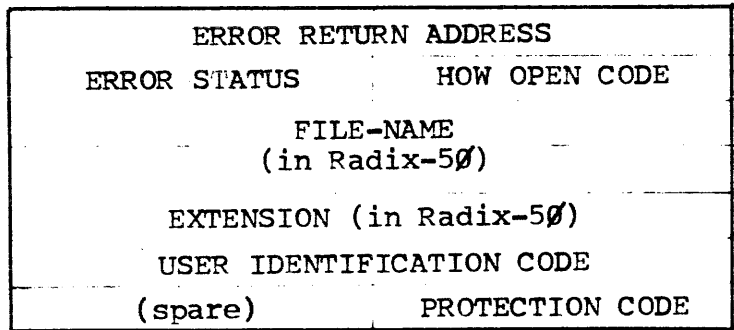 ERROR RETURN ADDRESS
ERROR STATUS HOW OPEN CODE
FILE-NAME
(in Radix-5Ø)
EXTENSION (in Radix-5Ø)
USER IDENTIFICATION CODE
(spare) PROTECTION CODE